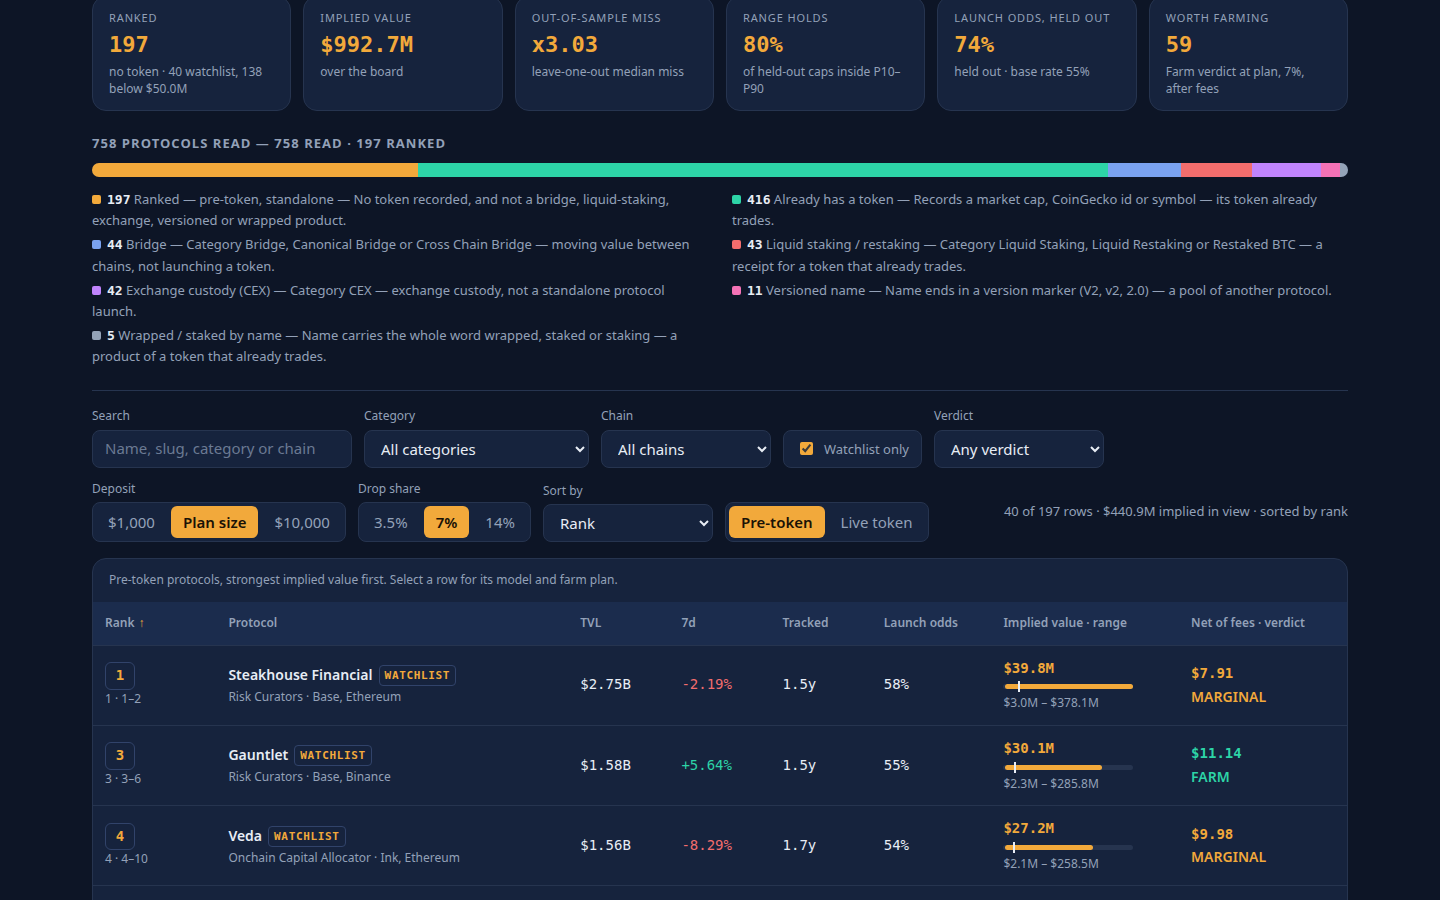 RANKED
197
no token · 40 watchlist, 138
below $50.0M
IMPLIED VALUE
$992.7M
over the board
OUT-OF-SAMPLE MISS
x3.03
leave-one-out median miss
RANGE HOLDS
80%
of held-out caps inside P10–
P90
LAUNCH ODDS, HELD OUT
74%
held out · base rate 55%
WORTH FARMING
59
Farm verdict at plan, 7%,
after fees
758 PROTOCOLS READ — 758 READ · 197 RANKED
197 Ranked — pre-token, standalone — No token recorded, and not a bridge, liquid-staking,
exchange, versioned or wrapped product.
416 Already has a token — Records a market cap, CoinGecko id or symbol — its token already
trades.
44 Bridge — Category Bridge, Canonical Bridge or Cross Chain Bridge — moving value between
chains, not launching a token.
43 Liquid staking / restaking — Category Liquid Staking, Liquid Restaking or Restaked BTC — a
receipt for a token that already trades.
42 Exchange custody (CEX) — Category CEX — exchange custody, not a standalone protocol
launch.
11 Versioned name — Name ends in a version marker (V2, v2, 2.0) — a pool of another protocol.
5 Wrapped / staked by name — Name carries the whole word wrapped, staked or staking — a
product of a token that already trades.
Search
Name, slug, category or chain
Category
All categories
Chain
All chains
Watchlist only
Verdict
Any verdict
Deposit
$1,000 Plan size $10,000
Drop share
3.5% 7% 14%
Sort by
Rank
Pre-token Live token
40 of 197 rows · $440.9M implied in view · sorted by rank
Pre-token protocols, strongest implied value first. Select a row for its model and farm plan.
Rank ↑ Protocol TVL 7d Tracked Launch odds Implied value · range Net of fees · verdict
1
1 · 1–2
Steakhouse Financial WATCHLIST
Risk Curators · Base, Ethereum
$2.75B -2.19% 1.5y 58%
$39.8M
$3.0M – $378.1M
$7.91
MARGINAL
3
3 · 3–6
Gauntlet WATCHLIST
Risk Curators · Base, Binance
$1.58B +5.64% 1.5y 55%
$30.1M
$2.3M – $285.8M
$11.14
FARM
4
4 · 4–10
Veda WATCHLIST
Onchain Capital Allocator · Ink, Ethereum
$1.56B -8.29% 1.7y 54%
$27.2M
$2.1M – $258.5M
$9.98
MARGINAL